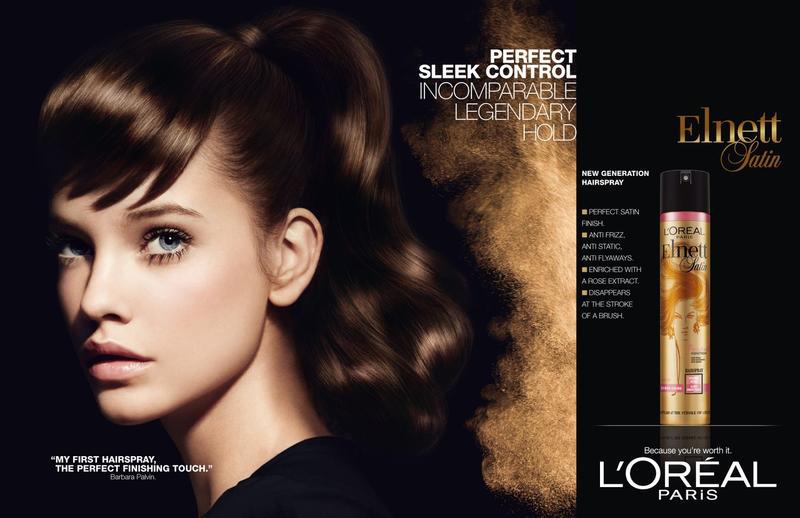 PERFECT
SLEEK CONTROL
INCOMPARABLE
LEGENDARY
HOLD
Elnett
Satin
NEW GENERATION
HAIRSPRAY
PERFECT SATIN
FINISH.
ANTI FRIZZ,
ANTI STATIC,
ANTI FLYAWAYS.
ENRICHED WITH
A ROSE EXTRACT.
DISAPPEARS
AT THE STROKE
OF A BRUSH.
L'ORÉAL
PARIS
Elnett
Satin
HAIRSPRAY
"MY FIRST HAIRSPRAY,
THE PERFECT FINISHING TOUCH."
Barbara Palvin.
Because you're worth it.
L'ORÉAL
PARiS